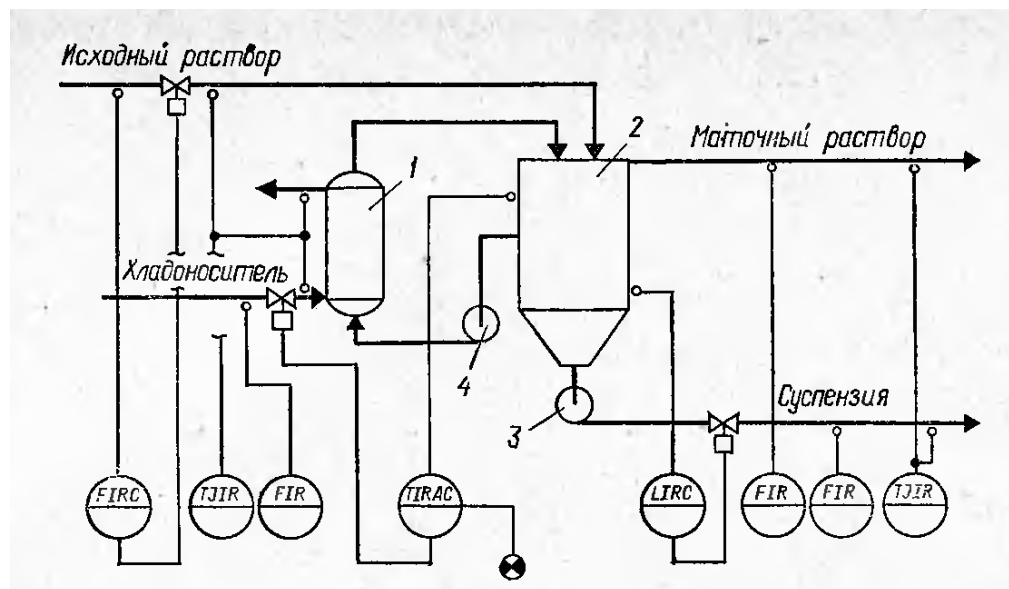 Исходный раствор
2
Маточный раствор
1
Хладоноситель
4
Суспензия
3
FIRC
TJIR
FIR
TIRAC
LIRC
FIR
FIR
TJIR